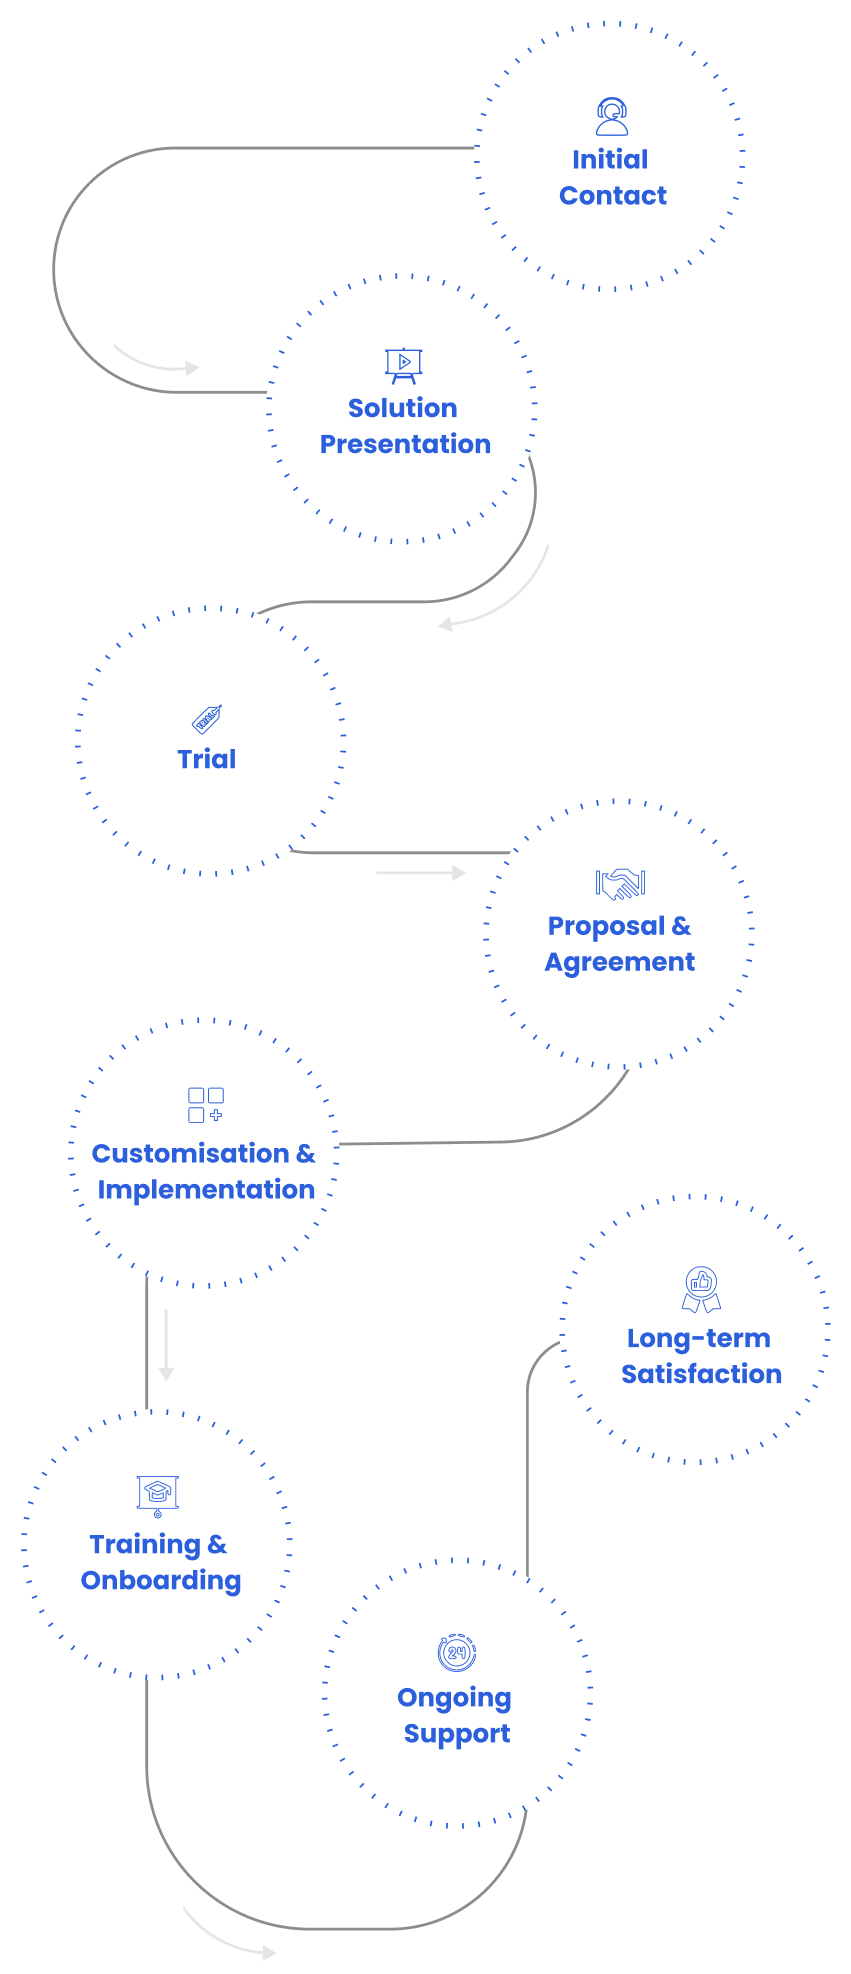 Initial
Contact
Solution
Presentation
TRIAL
Trial
Proposal &
Agreement
Customisation &
Implementation
Training &
Onboarding
24
Ongoing
Support
Long-term
Satisfaction